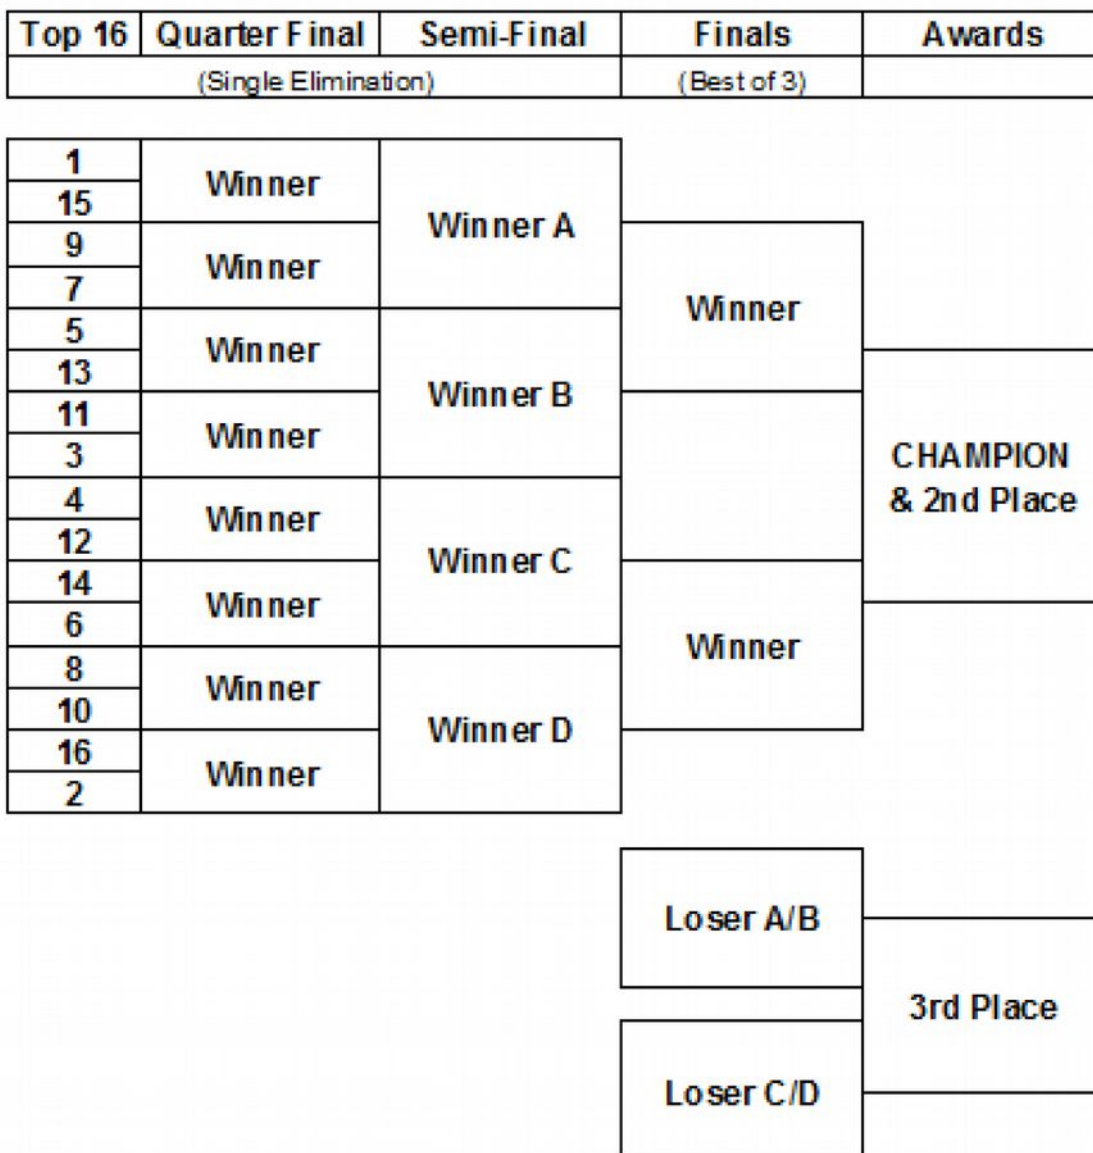 Top 16 Quarter Final Semi-Final Finals Awards
(Single Elimination) (Best of 3)
1
15
Winner
9
7
Winner
Winner A
5
13
Winner
11
3
Winner
Winner B
Winner
4
12
Winner
14
6
Winner
Winner C
8
10
Winner
16
2
Winner
Winner D
Winner
CHAMPION
& 2nd Place
Loser A/B
Loser C/D
3rd Place